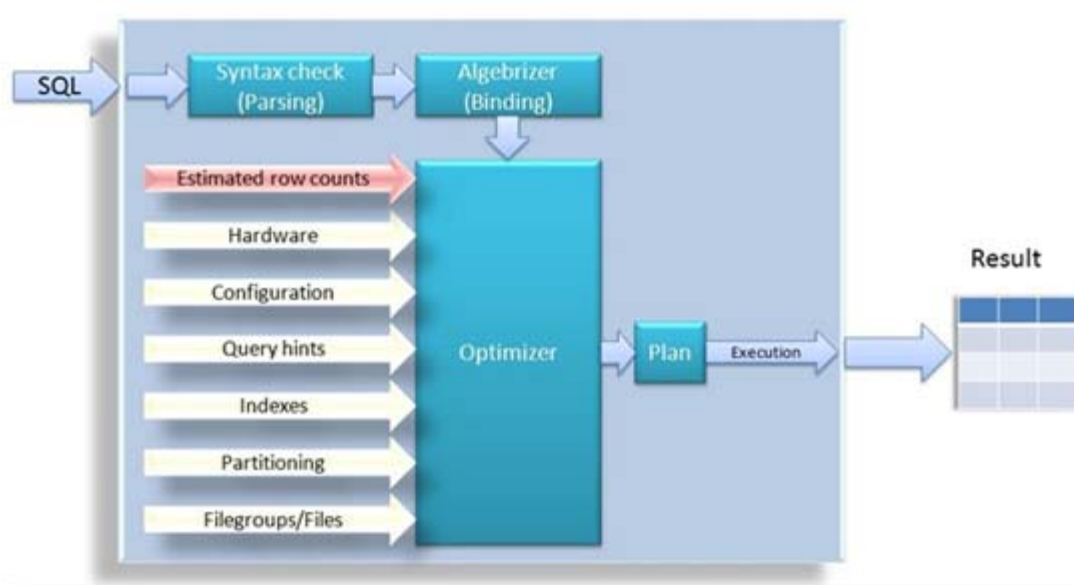 SQL
Syntax check
(Parsing)
Algebrizer
(Binding)
Estimated row counts
Hardware
Configuration
Query hints
Indexes
Partitioning
Filegroups/Files
Optimizer
Plan
Execution
Result